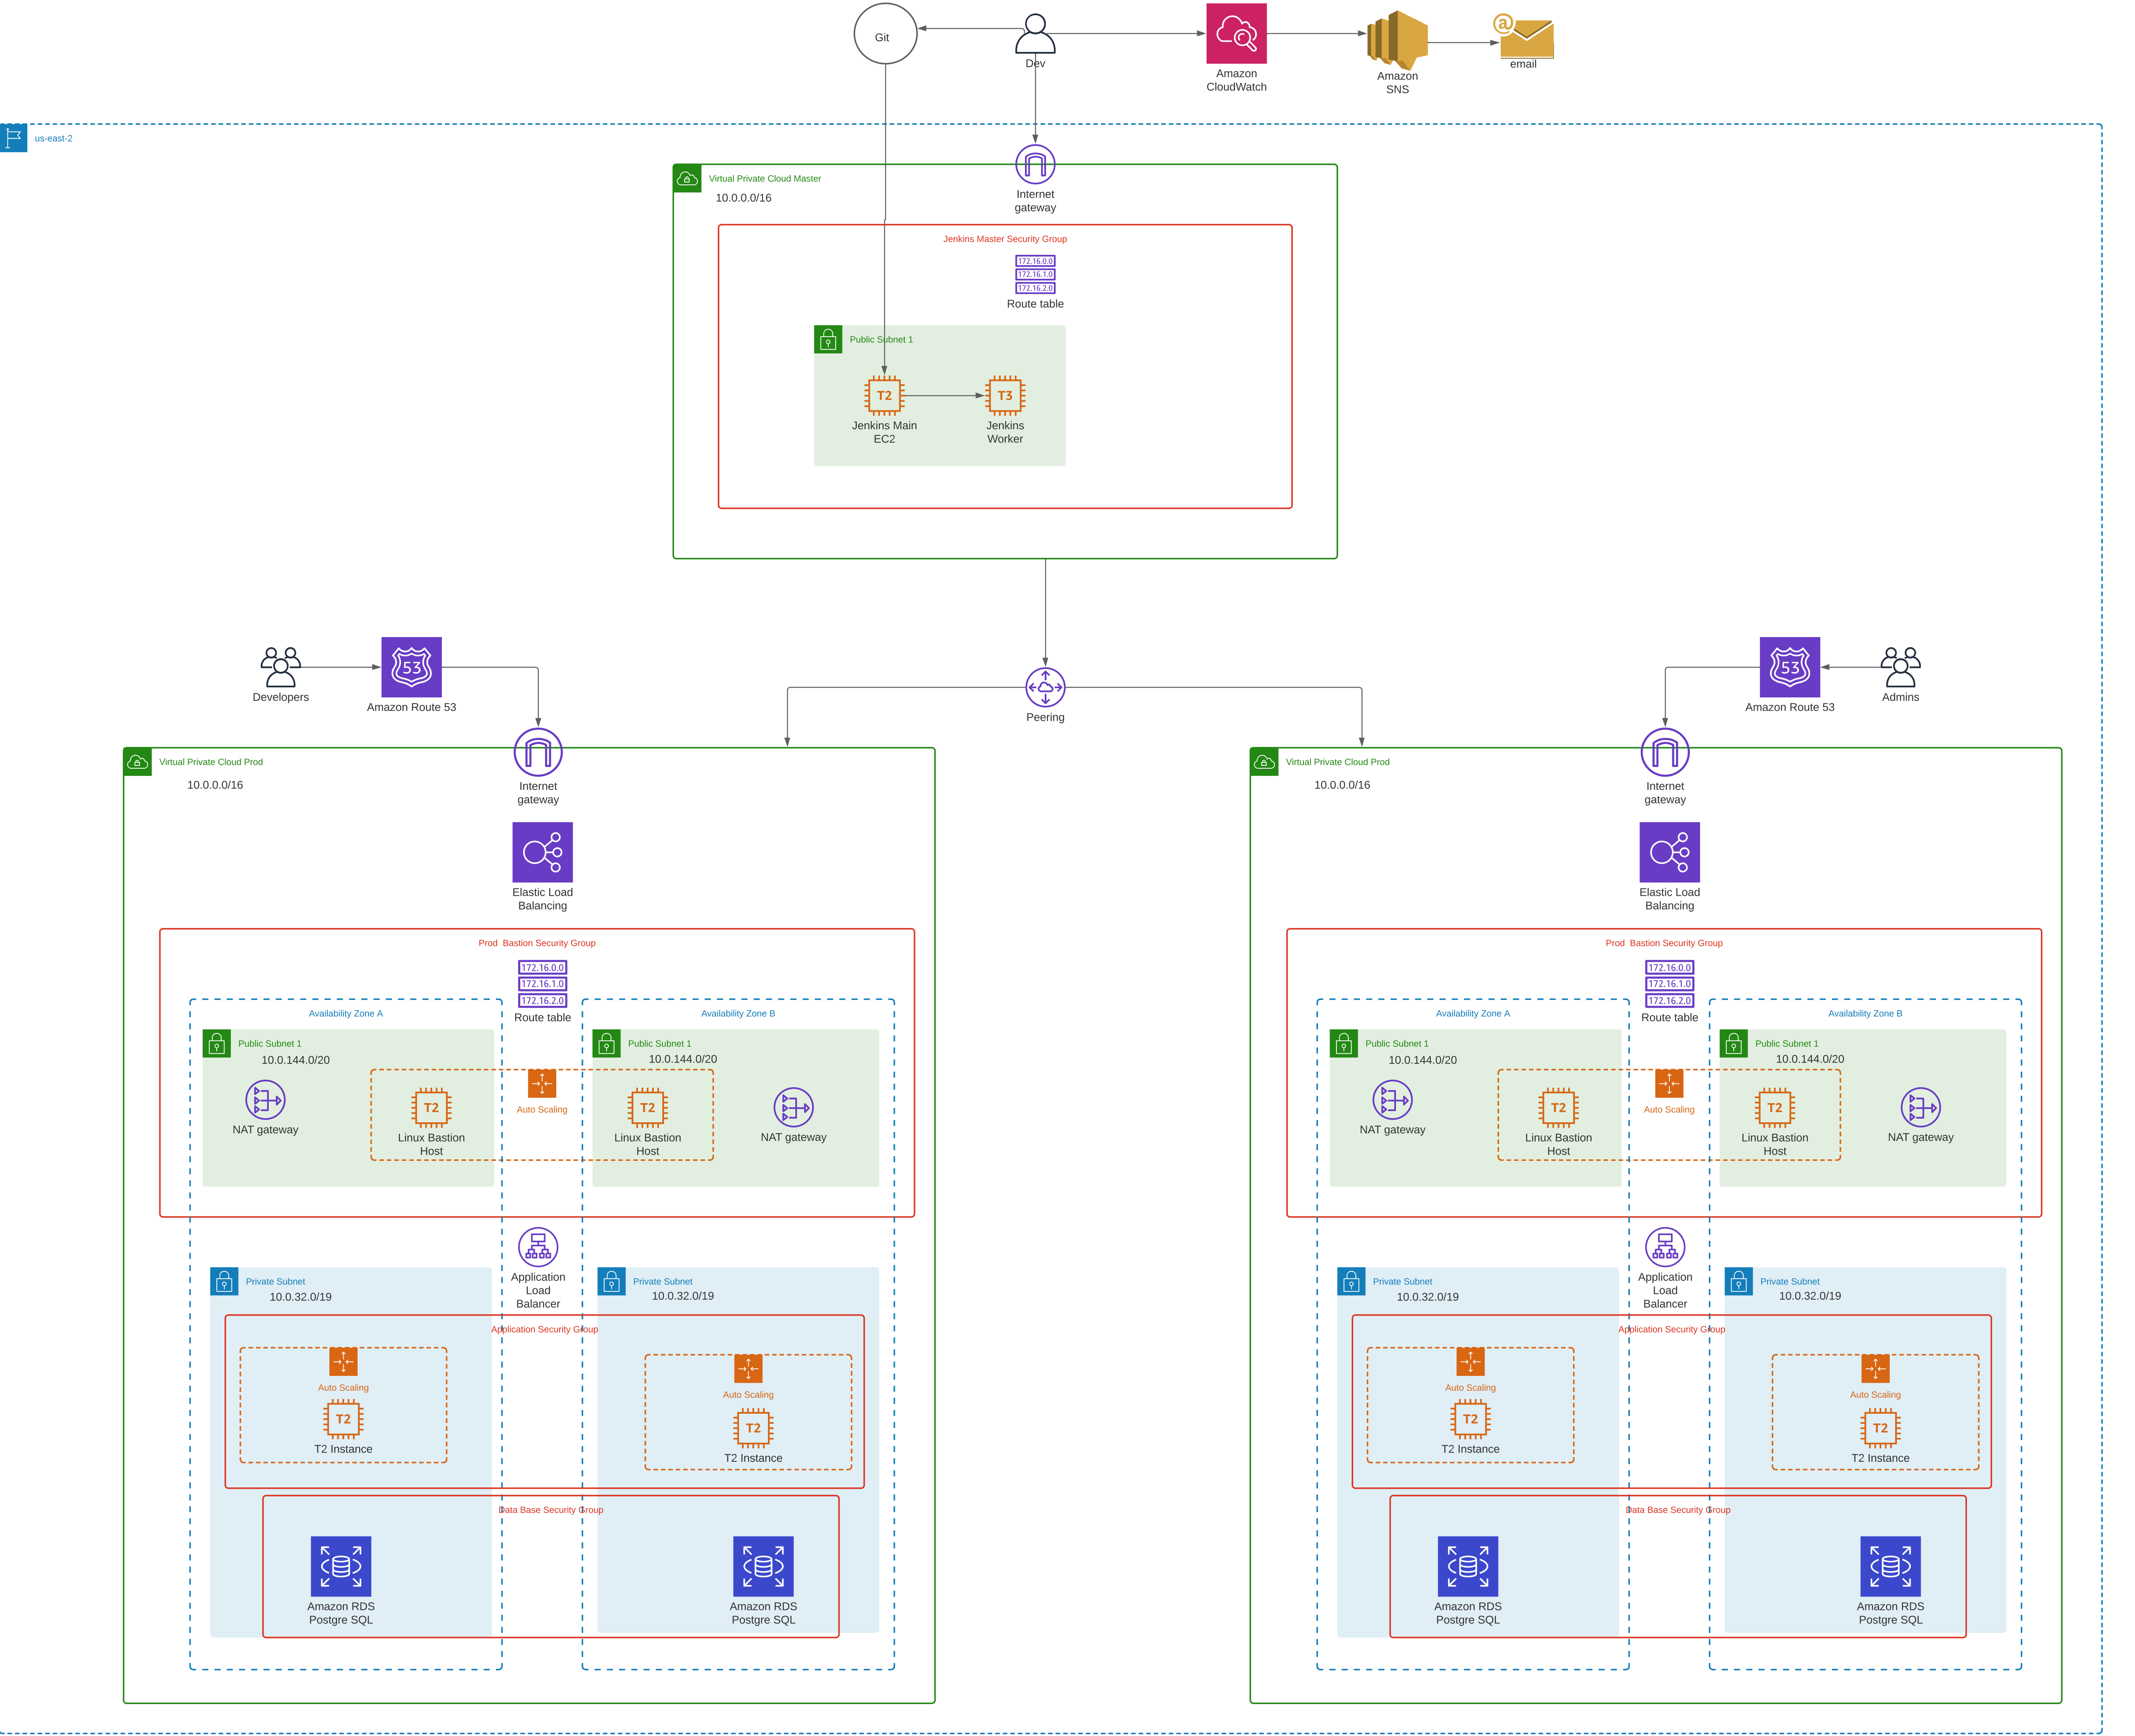 Git
Dev
Amazon
CloudWatch
Amazon
SNS
@
email
us-east-2
Virtual Private Cloud Master
10.0.0.0/16
Internet
gateway
Jenkins Master Security Group
172.16.0.0
172.16.1.0
172.16.2.0
Route table
Public Subnet 1
T2
Jenkins Main
EC2
T3
Jenkins
Worker
Developers
53
Amazon Route 53
Peering
53
Amazon Route 53
Admins
Virtual Private Cloud Prod
10.0.0.0/16
Internet
gateway
Elastic Load
Balancing
Prod Bastion Security Group
172.16.0.0
172.16.1.0
172.16.2.0
Route table
Availability Zone A
Public Subnet 1
10.0.144.0/20
NAT gateway
T2
Linux Bastion
Host
Auto Scaling
Availability Zone B
Public Subnet 1
10.0.144.0/20
T2
Linux Bastion
Host
NAT gateway
Application
Load
Balancer
Private Subnet
10.0.32.0/19
Private Subnet
10.0.32.0/19
Application Security Group
Auto Scaling
T2
T2 Instance
Auto Scaling
T2
T2 Instance
Data Base Security Group
Amazon RDS
Postgre SQL
Amazon RDS
Postgre SQL
Virtual Private Cloud Prod
10.0.0.0/16
Internet
gateway
Elastic Load
Balancing
Prod Bastion Security Group
172.16.0.0
172.16.1.0
172.16.2.0
Route table
Availability Zone A
Public Subnet 1
10.0.144.0/20
NAT gateway
T2
Linux Bastion
Host
Auto Scaling
Availability Zone B
Public Subnet 1
10.0.144.0/20
T2
Linux Bastion
Host
NAT gateway
Application
Load
Balancer
Private Subnet
10.0.32.0/19
Private Subnet
10.0.32.0/19
Application Security Group
Auto Scaling
T2
T2 Instance
Auto Scaling
T2
T2 Instance
Data Base Security Group
Amazon RDS
Postgre SQL
Amazon RDS
Postgre SQL